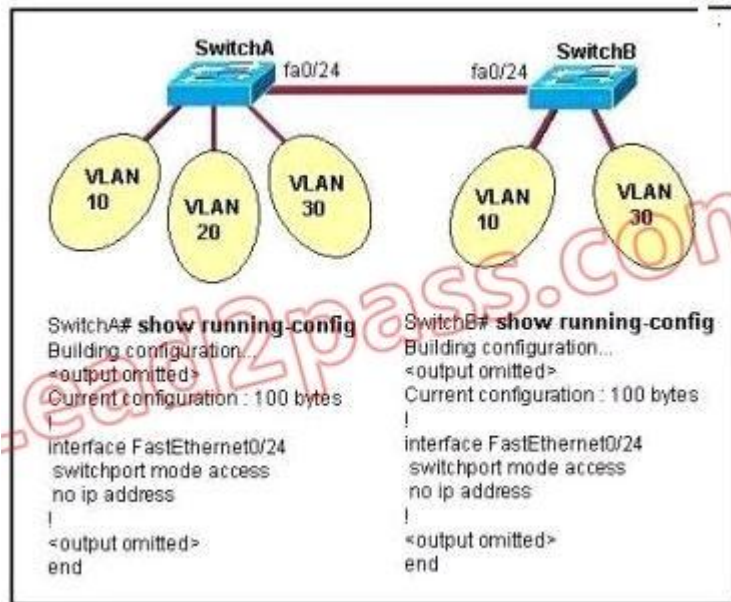 SwitchA
SwitchB
fa0/24
fa0/24
VLAN
10
VLAN
20
VLAN
30
VLAN
10
VLAN
30
SwitchA# show running-config
Building configuration...
<output omitted>
Current configuration : 100 bytes
!
interface FastEthernet0/24
switchport mode access
no ip address
!
<output omitted>
end
SwitchB# show running-config
Building configuration...
<output omitted>
Current configuration : 100 bytes
!
interface FastEthernet0/24
switchport mode access
no ip address
!
<output omitted>
end
Lead2pass.com